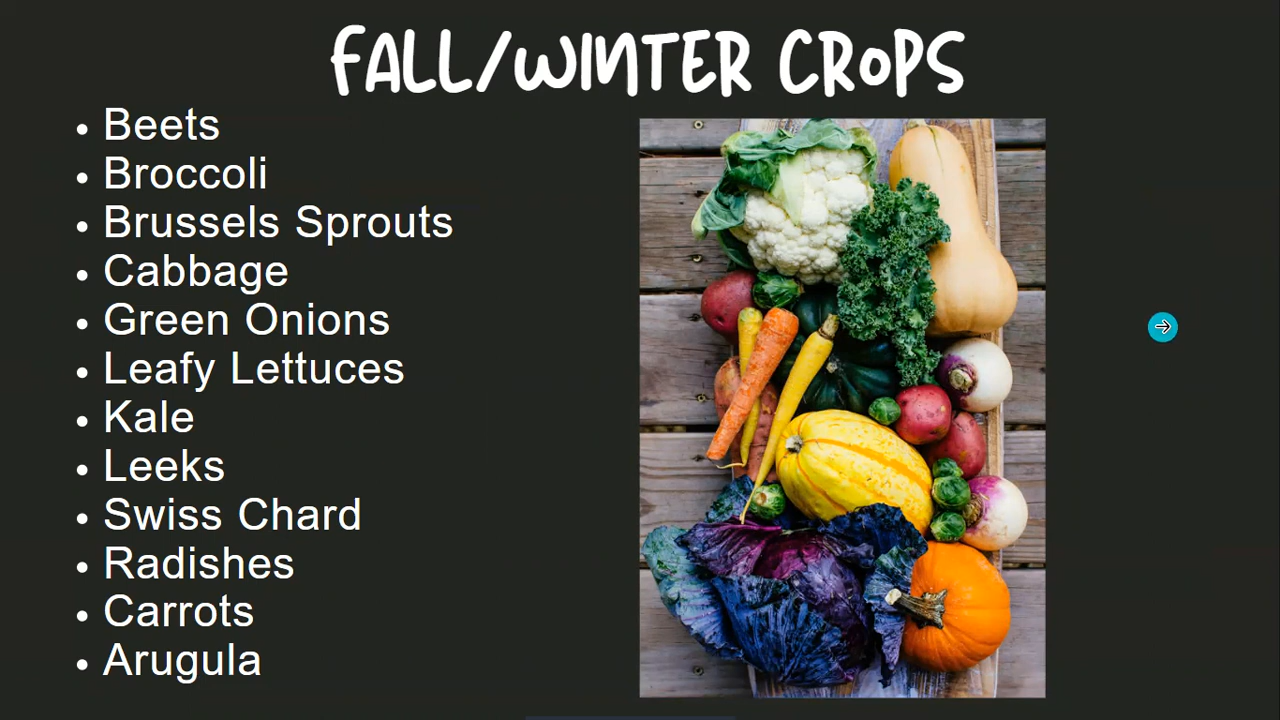 FALL/WINTER CROPS
• Beets
• Broccoli
• Brussels Sprouts
• Cabbage
• Green Onions
• Leafy Lettuces
• Kale
• Leeks
• Swiss Chard
• Radishes
• Carrots
• Arugula